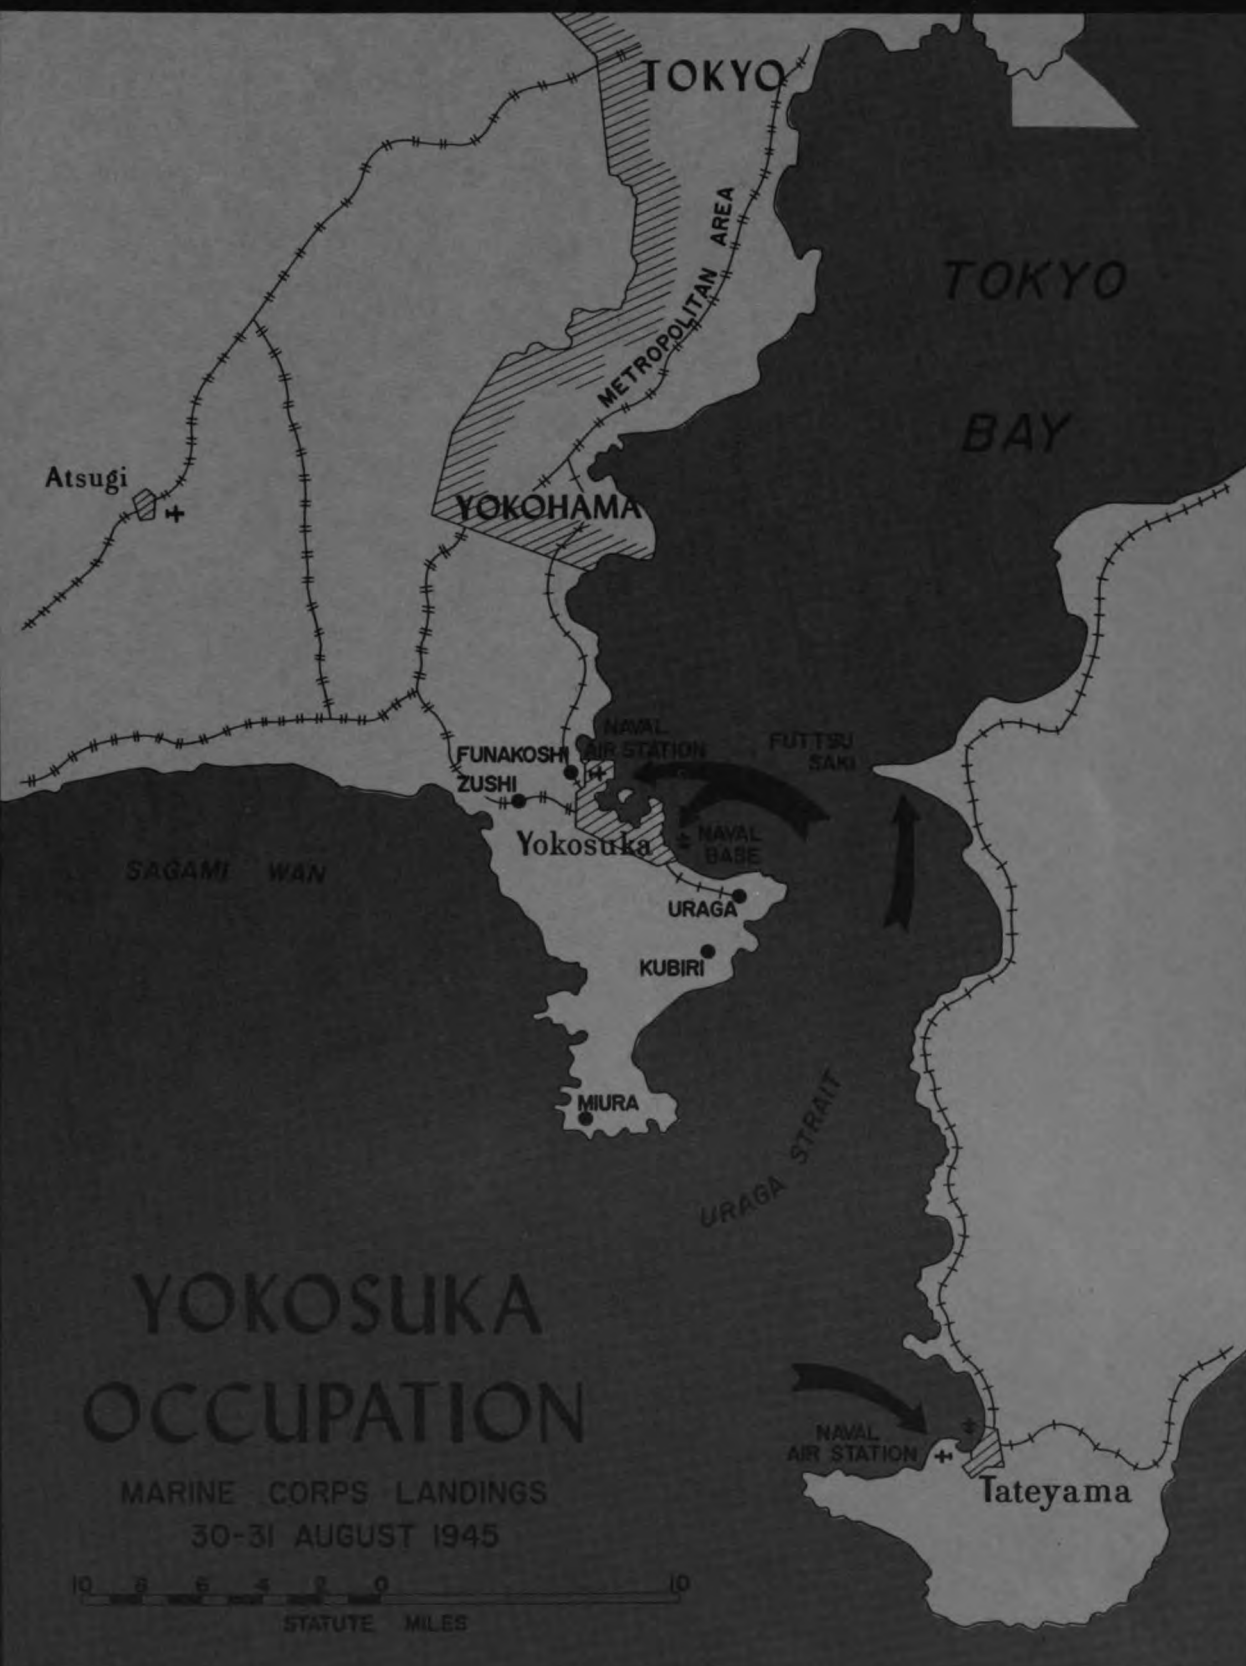 TOKYO
METROPOLITAN AREA
TOKYO
BAY
Atsugi
YOKOHAMA
NAVAL
AIR STATION
FUTTSU
SAKI
FUNAKOSHI
ZUSHI
Yokosuka
NAVAL
BASE
SAGAMI WAN
URAGA
KUBIRI
MIURA
URAGA STRAIT
YOKOSUKA
OCCUPATION
MARINE CORPS LANDINGS
30-31 AUGUST 1945
10 8 6 4 2 0 10
STATUTE MILES
NAVAL
AIR STATION
Tateyama